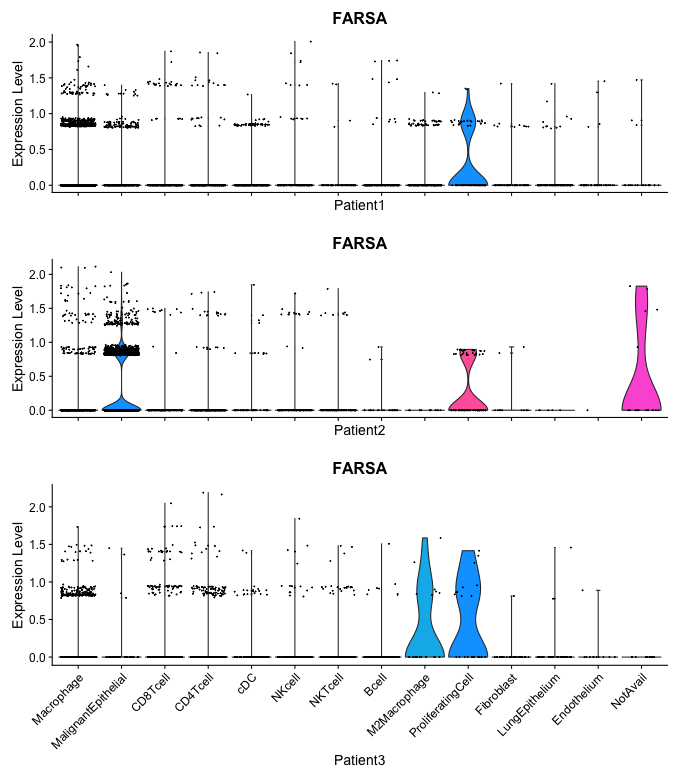 FARSA
Expression Level
2.0
1.5
1.0
0.5
0.0
Patient1
FARSA
Expression Level
2.0
1.5
1.0
0.5
0.0
Patient2
FARSA
Expression Level
2.0
1.5
1.0
0.5
0.0
Macrophage
MalignantEpithelial
CD8Tcell
CD4Tcell
cDC
NKcell
NKTcell
Bcell
M2Macrophage
ProliferatingCell
Fibroblast
LungEpithelium
Endothelium
NotAvail
Patient3